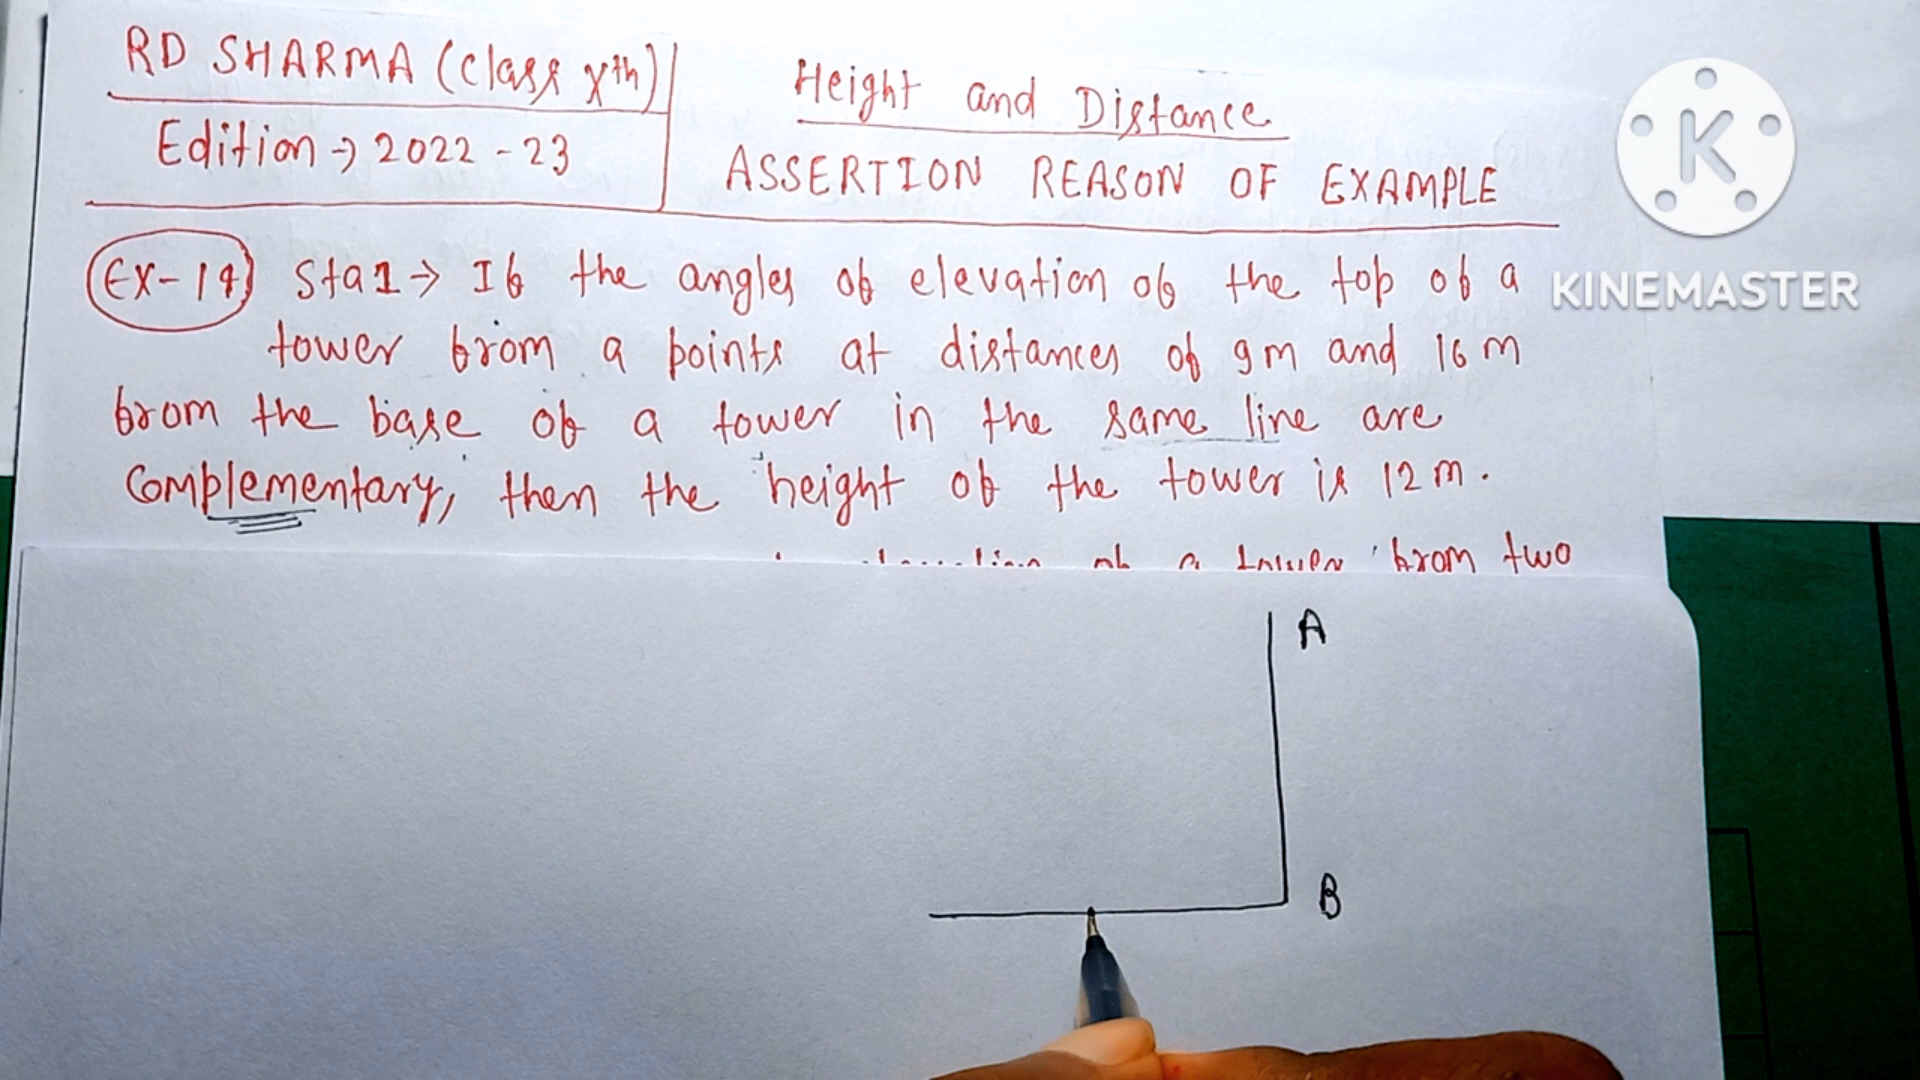 RD SHARMA (Class Xth)
Edition → 2022 - 23
Height and Distance
ASSERTION REASON OF EXAMPLE
K
KINEMASTER
Ex-14 Sta1 → If the angles of elevation of the top of a
tower from a points at distances of 9m and 16 m
from the base of a tower in the same line are
Complementary, then the height of the tower is 12 m.
from two
A
B